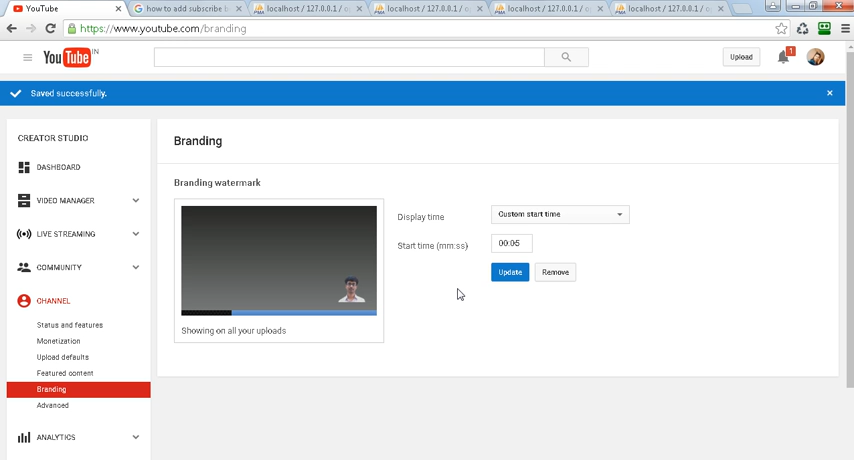 YouTube
how to add subscribe b
localhost / 127.0.0.1 / o
localhost / 127.0.0.1 / o
localhost / 127.0.0.1 / o
localhost / 127.0.0.1 / o
https://www.youtube.com/branding
YouTube IN
Upload
1
Saved successfully.
CREATOR STUDIO
DASHBOARD
VIDEO MANAGER
LIVE STREAMING
COMMUNITY
CHANNEL
Status and features
Monetization
Upload defaults
Featured content
Branding
Advanced
ANALYTICS
Branding
Branding watermark
Showing on all your uploads
Display time
Custom start time
Start time (mm:ss)
00:05
Update
Remove